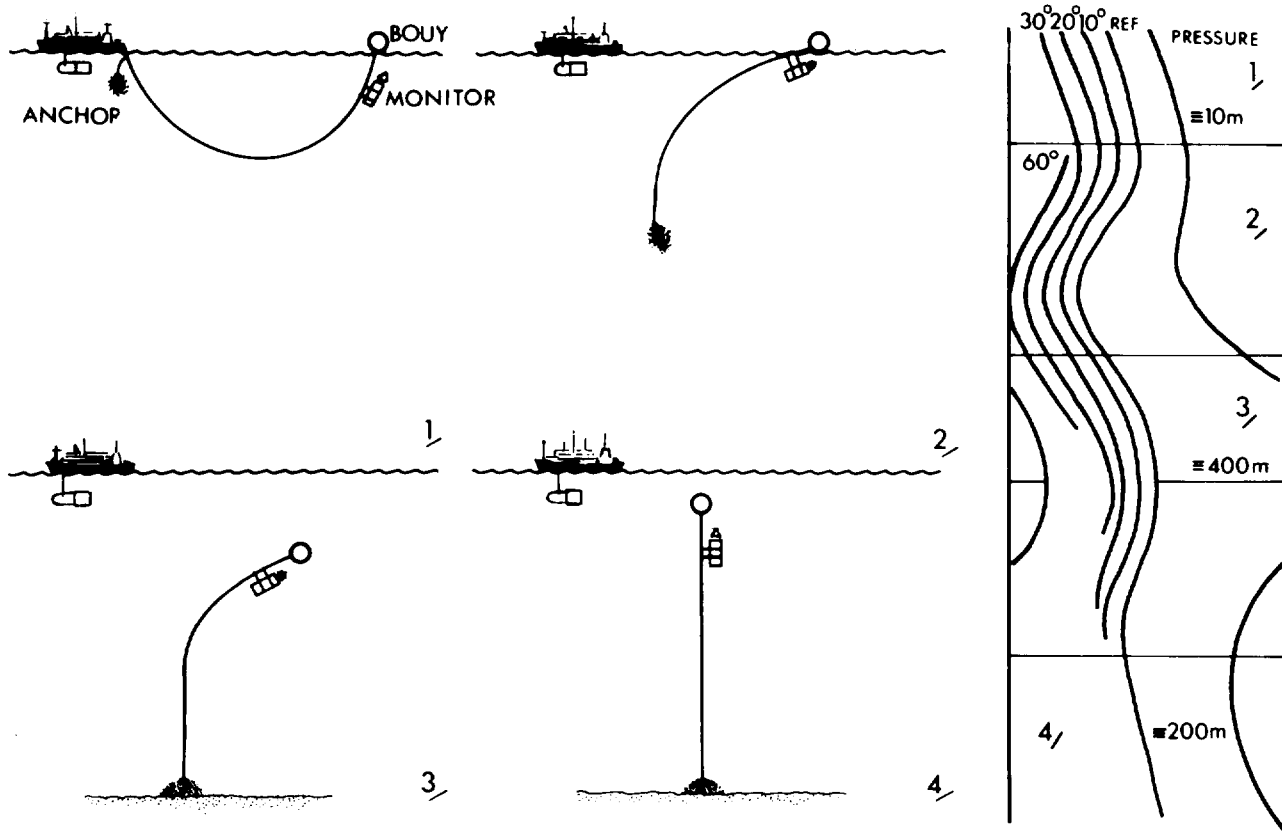 BOUY
ANCHOP
MONITOR
1/
2/
3/
4/
30° 20° 10° REF
PRESSURE
1/
≡10m
60°
2/
3/
≡400m
4/
≡200m